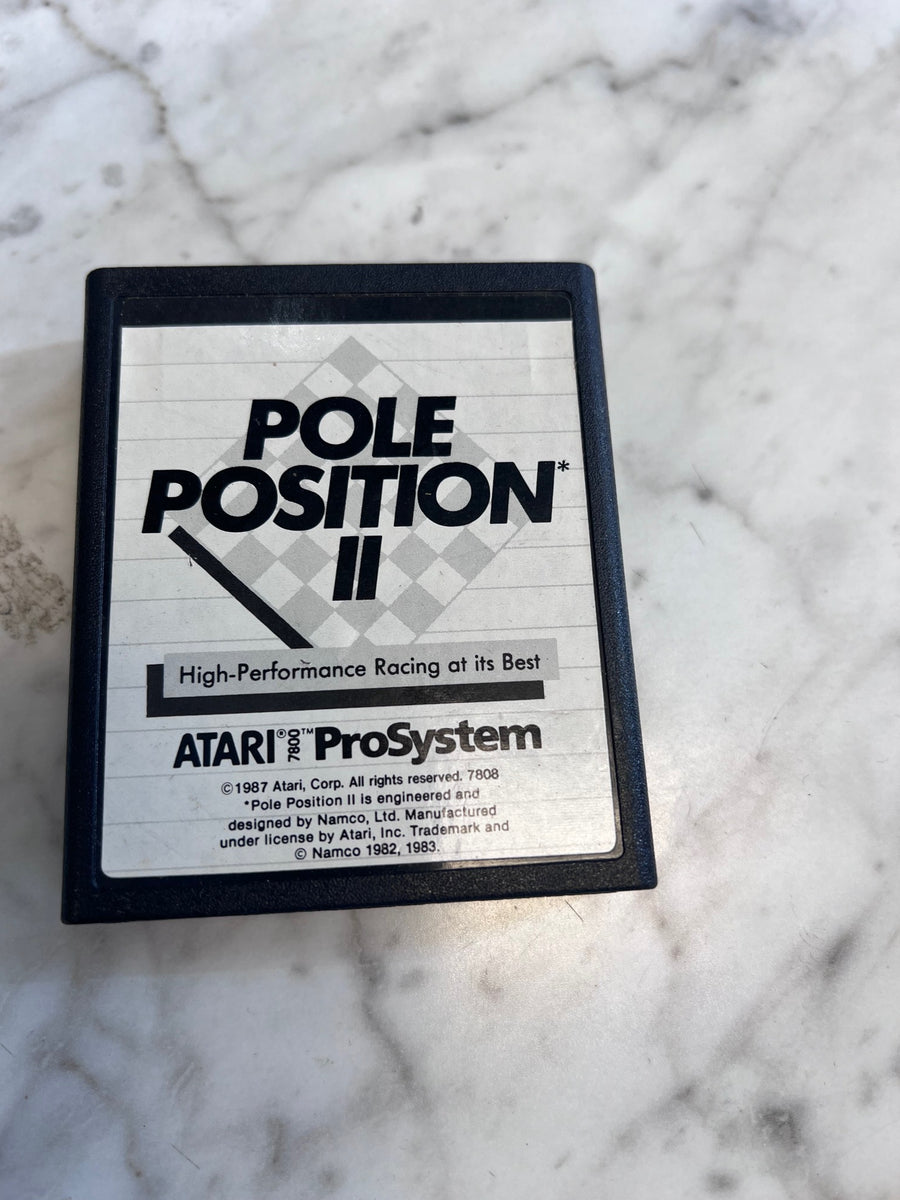 POLE
POSITION*
II
High-Performance Racing at its Best
ATARI® 7800™ ProSystem
©1987 Atari, Corp. All rights reserved. 7808
*Pole Position II is engineered and
designed by Namco, Ltd. Manufactured
under license by Atari, Inc. Trademark and
© Namco 1982, 1983.